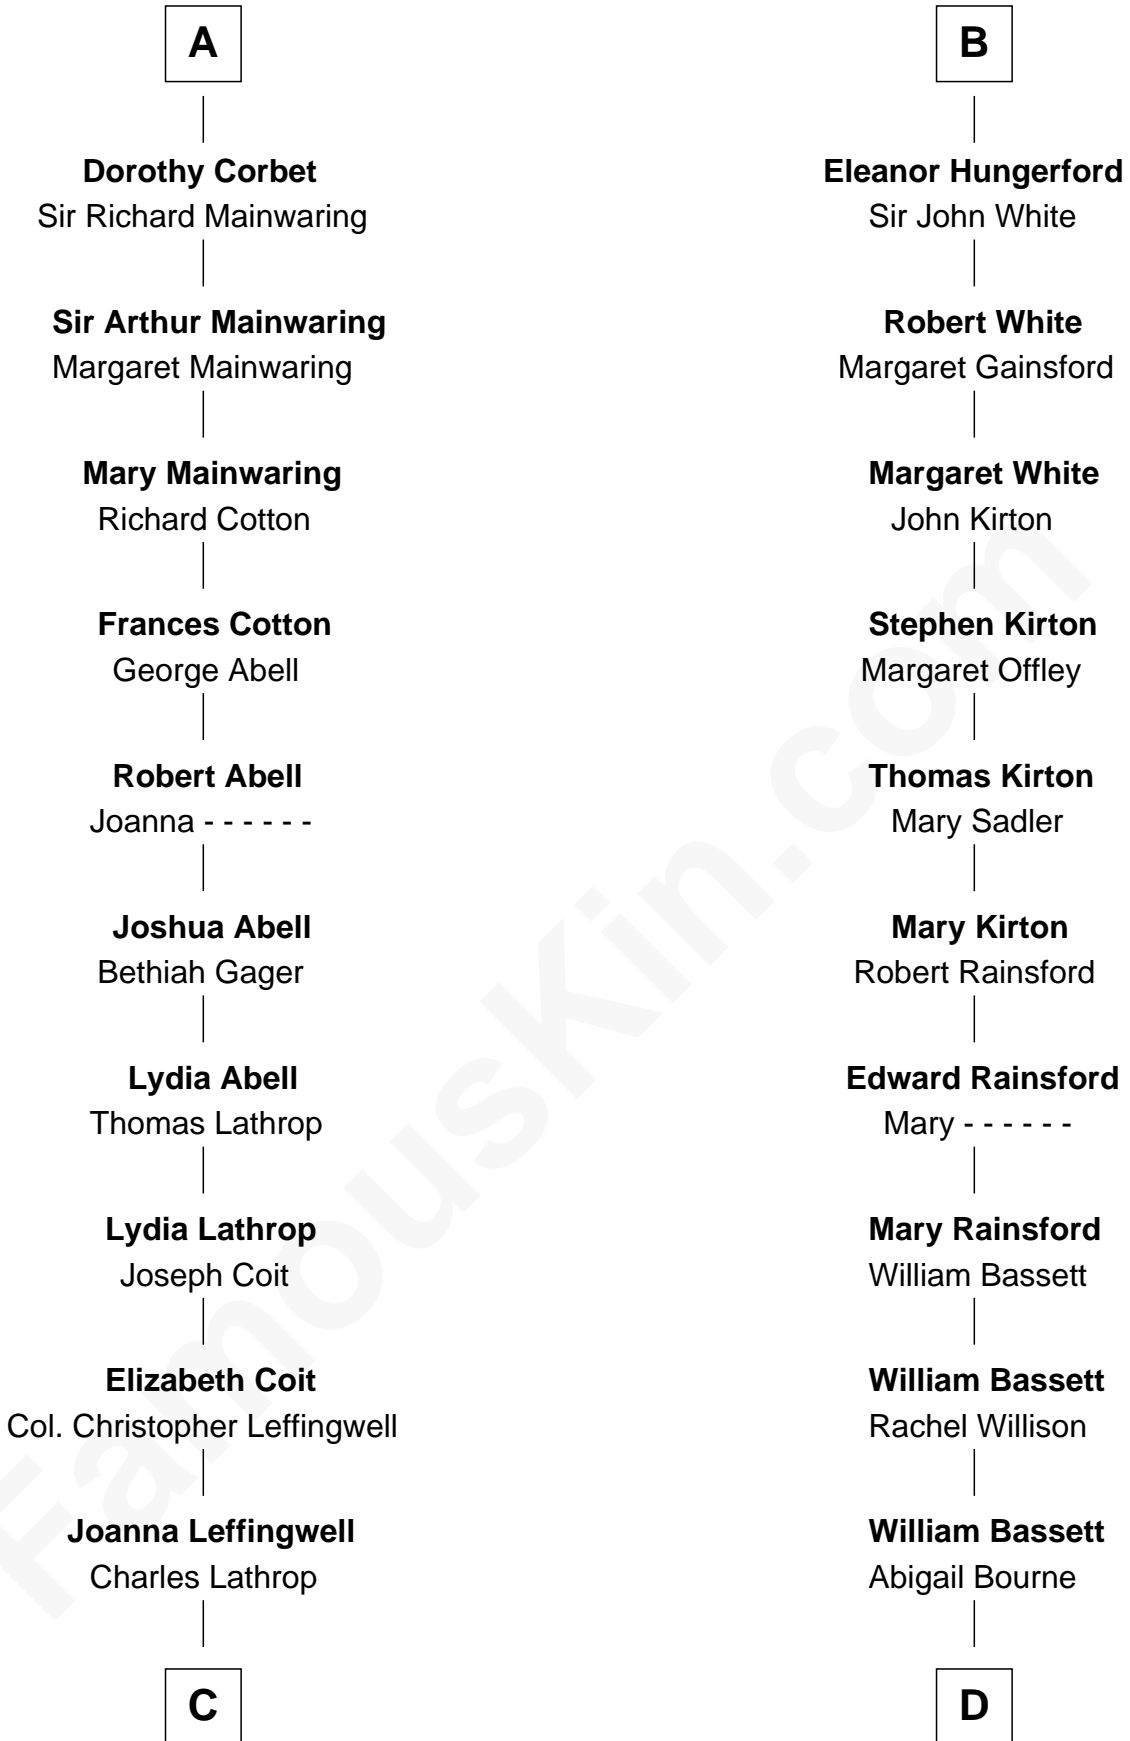 A
Dorothy Corbet
Sir Richard Mainwaring
Sir Arthur Mainwaring
Margaret Mainwaring
Mary Mainwaring
Richard Cotton
Frances Cotton
George Abell
Robert Abell
Joanna - - - - - -
Joshua Abell
Bethiah Gager
Lydia Abell
Thomas Lathrop
Lydia Lathrop
Joseph Coit
Elizabeth Coit
Col. Christopher Leffingwell
Joanna Leffingwell
Charles Lathrop
C
B
Eleanor Hungerford
Sir John White
Robert White
Margaret Gainsford
Margaret White
John Kirton
Stephen Kirton
Margaret Offley
Thomas Kirton
Mary Sadler
Mary Kirton
Robert Rainsford
Edward Rainsford
Mary - - - - - -
Mary Rainsford
William Bassett
William Bassett
Rachel Willison
William Bassett
Abigail Bourne
D
FamousKin.com